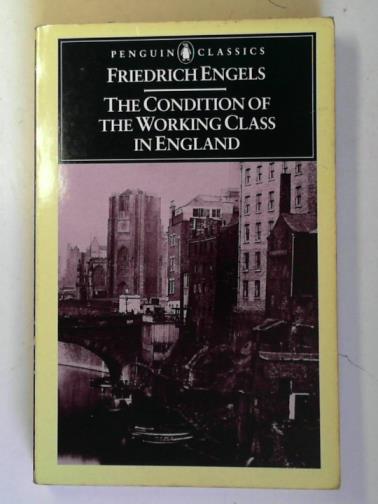 PENGUIN CLASSICS
FRIEDRICH ENGELS
THE CONDITION OF
THE WORKING CLASS
IN ENGLAND